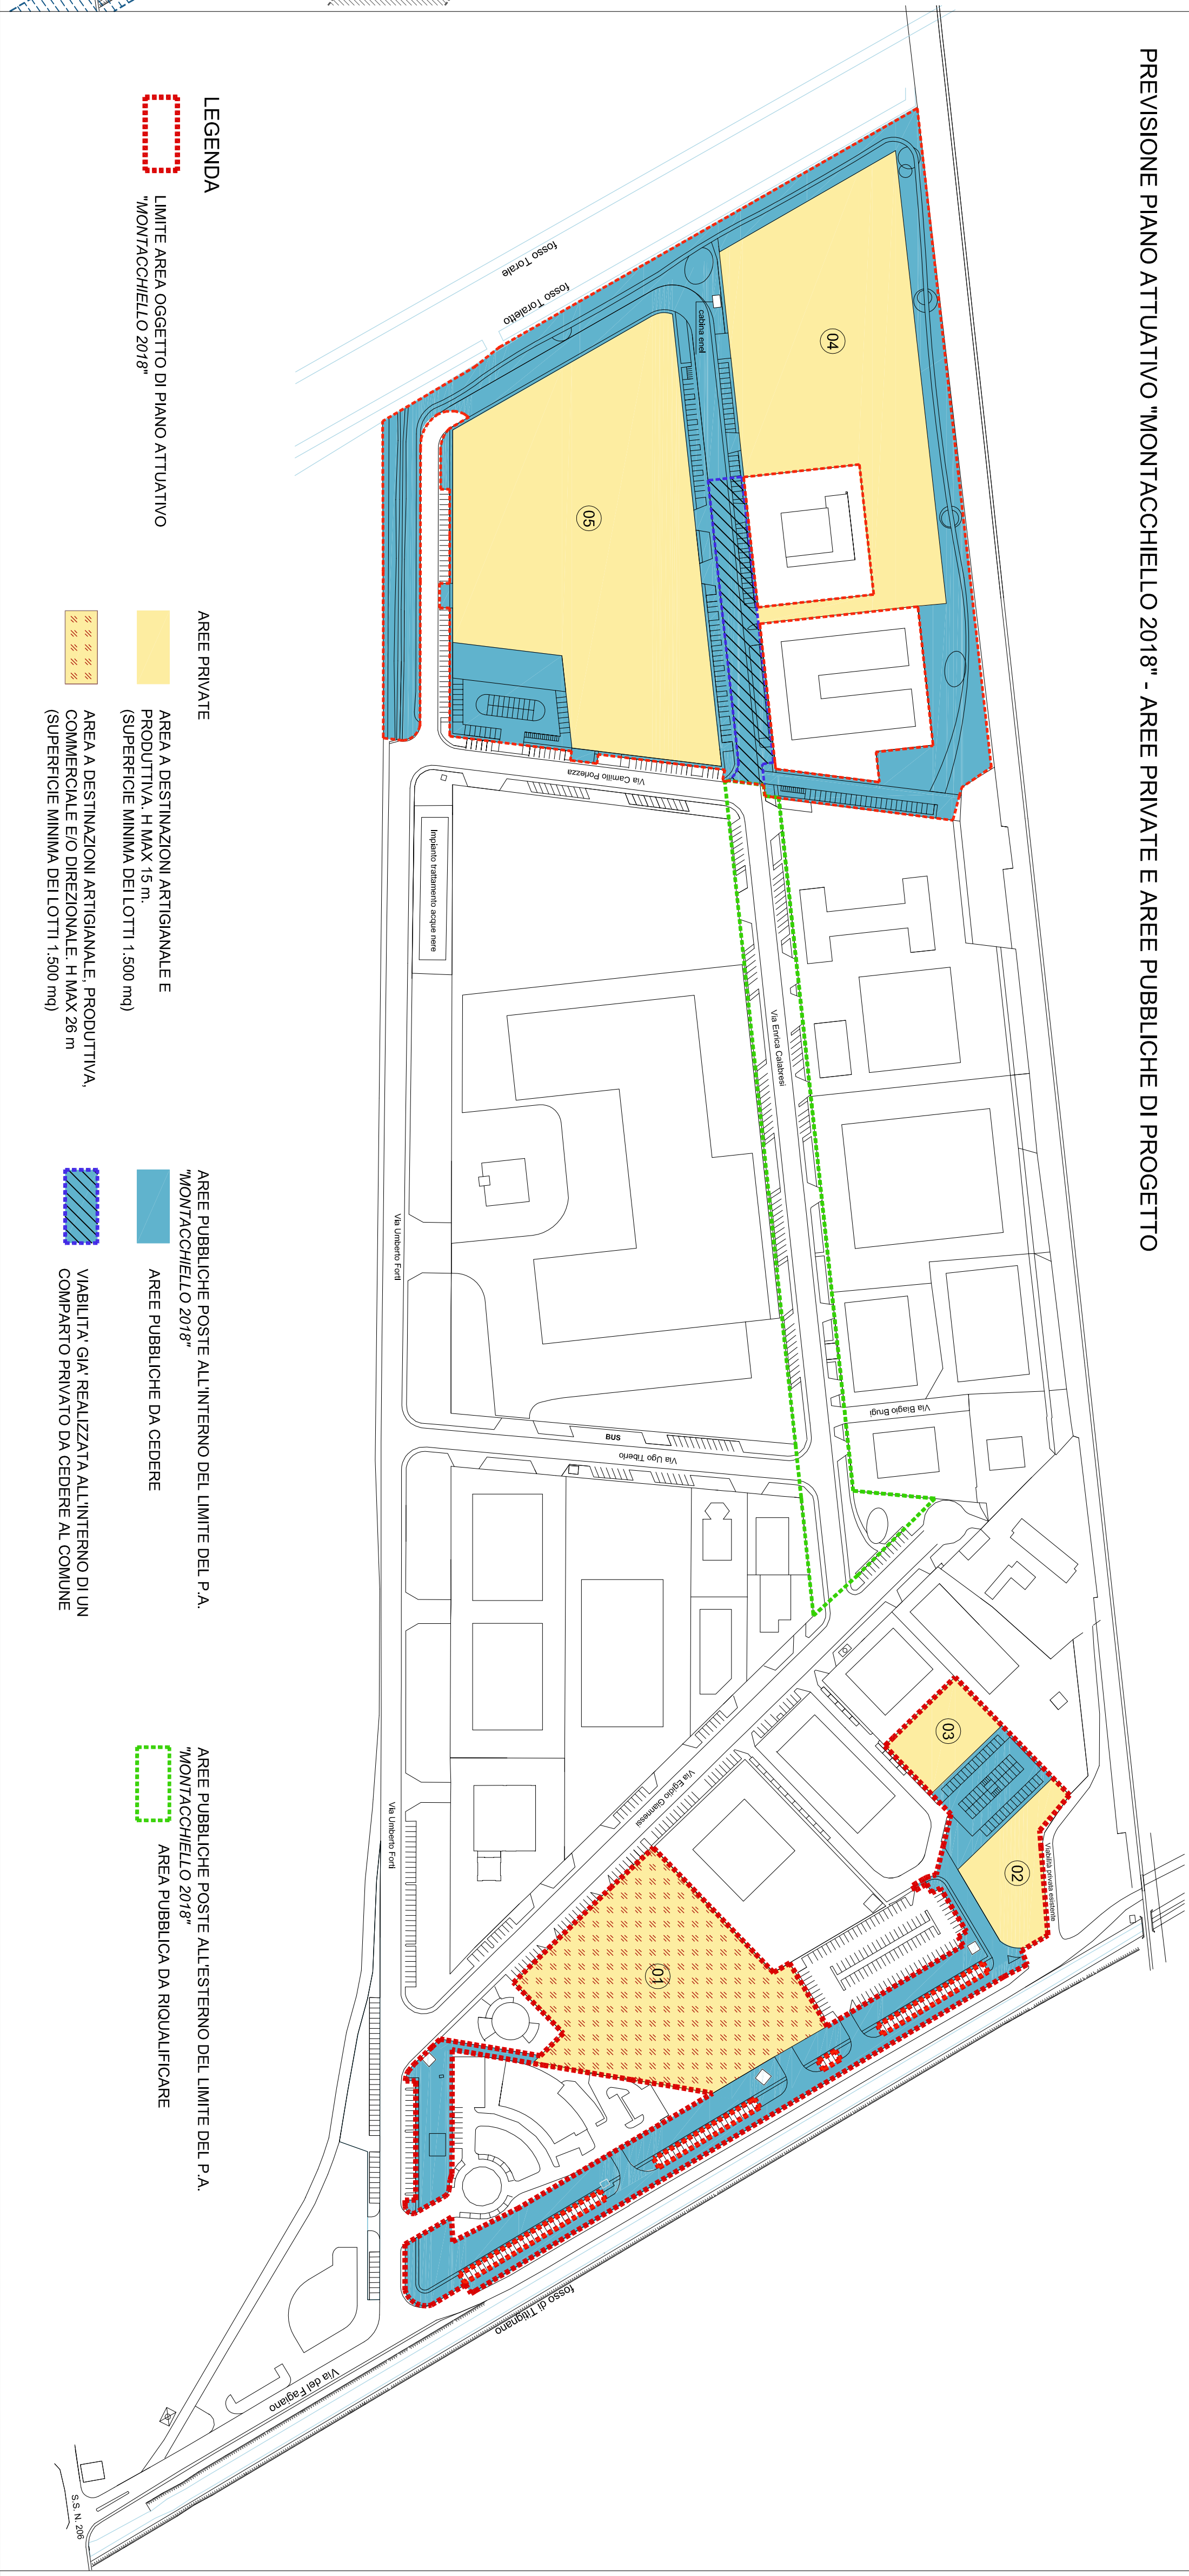 PREVISIONE PIANO ATTUATIVO "MONTACCHIELLO 2018" - AREE PRIVATE E AREE PUBBLICHE DI PROGETTO
04
05
03
02
01
cabina enel
fosso Torale
fosso Toraletto
Via Camillo Porlezza
Impianto trattamento acque nere
Via Enrica Calabresi
Via Umberto Forti
Via Biagio Brugi
BUS
Via Ugo Tiberio
Via Egidio Giannessi
Viabilità privata esistente
Via Umberto Forti
fosso di Titignano
Via del Fagiano
S.S. N. 206
LEGENDA
LIMITE AREA OGGETTO DI PIANO ATTUATIVO
"MONTACCHIELLO 2018"
AREE PRIVATE
AREA A DESTINAZIONI ARTIGIANALE E
PRODUTTIVA. H MAX 15 m.
(SUPERFICIE MINIMA DEI LOTTI 1.500 mq)
AREA A DESTINAZIONI ARTIGIANALE, PRODUTTIVA,
COMMERCIALE E/O DIREZIONALE. H MAX 26 m
(SUPERFICIE MINIMA DEI LOTTI 1.500 mq)
AREE PUBBLICHE POSTE ALL'INTERNO DEL LIMITE DEL P.A.
"MONTACCHIELLO 2018"
AREE PUBBLICHE DA CEDERE
VIABILITA' GIA' REALIZZATA ALL'INTERNO DI UN
COMPARTO PRIVATO DA CEDERE AL COMUNE
AREE PUBBLICHE POSTE ALL'ESTERNO DEL LIMITE DEL P.A.
"MONTACCHIELLO 2018"
AREA PUBBLICA DA RIQUALIFICARE